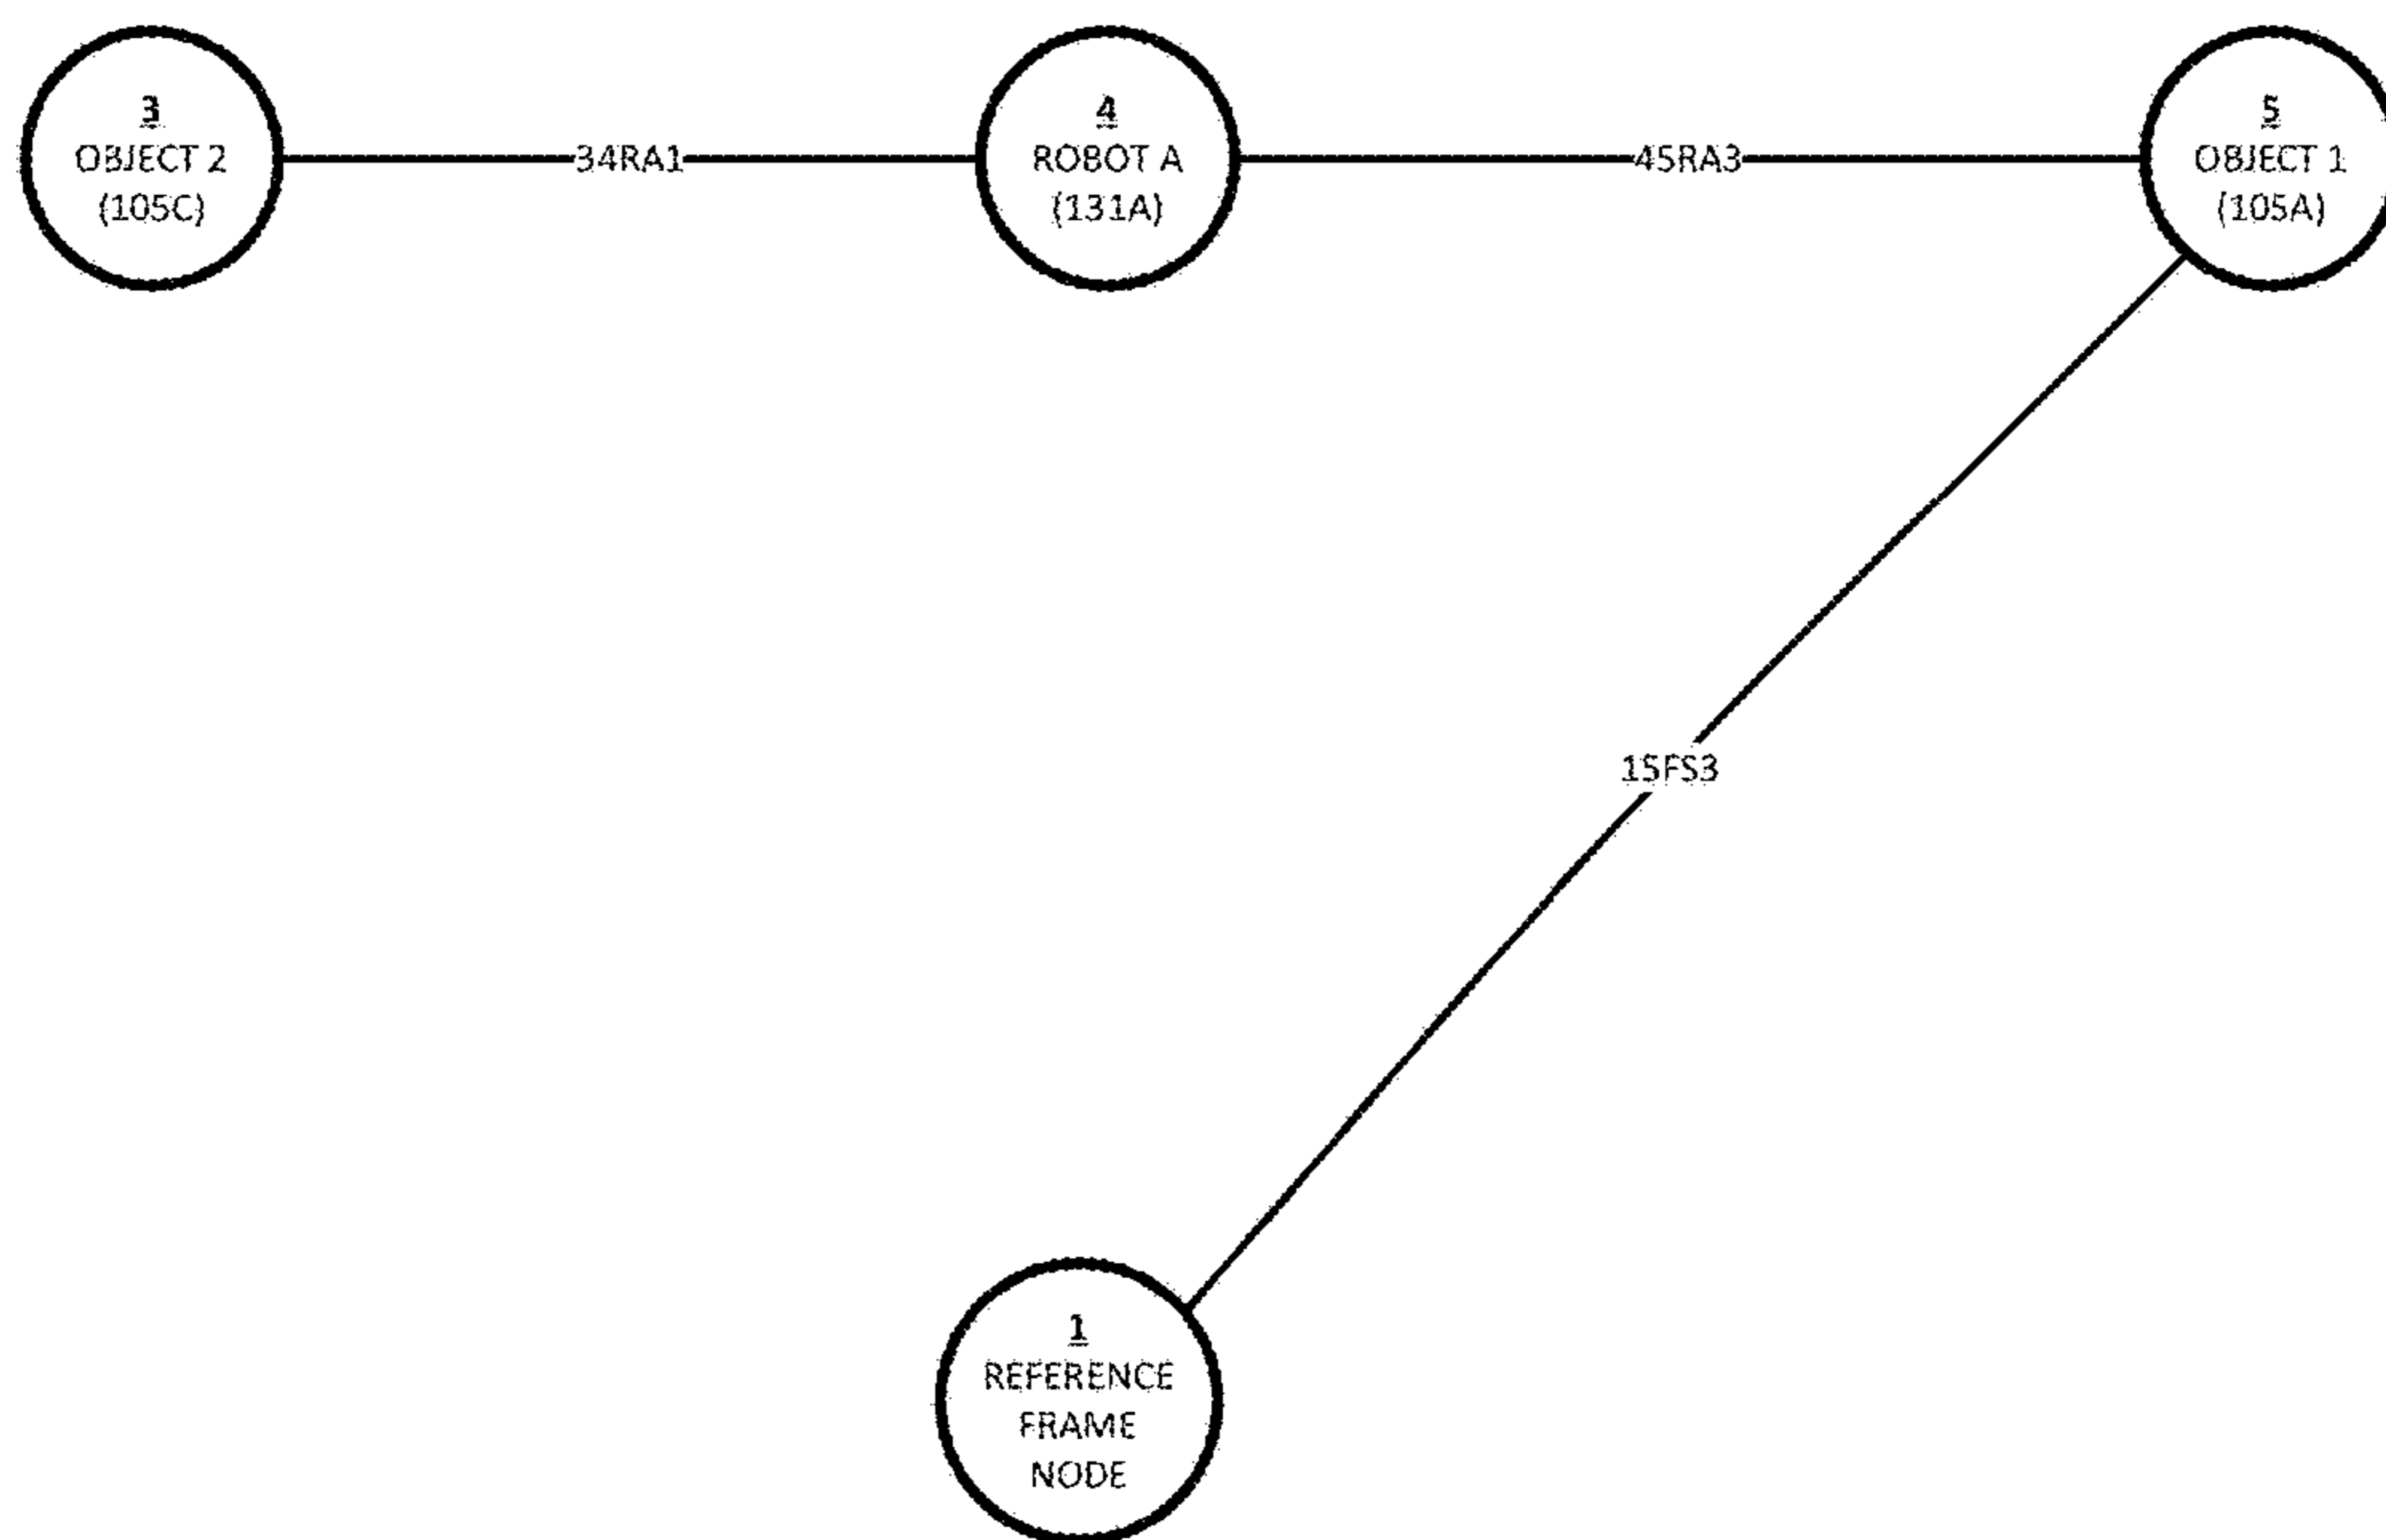 3
OBJECT 2
(105C)
34RA1
4
ROBOT A
(131A)
45RA3
5
OBJECT 1
(105A)
15FS3
1
REFERENCE
FRAME
NODE